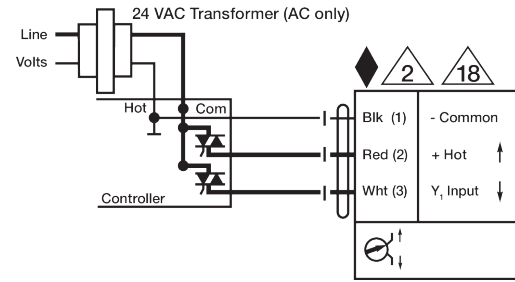 24 VAC Transformer (AC only)
Line
Volts
2
18
Hot
Com
Blk (1)
- Common
Red (2)
+ Hot
Wht (3)
Y₁ Input
Controller